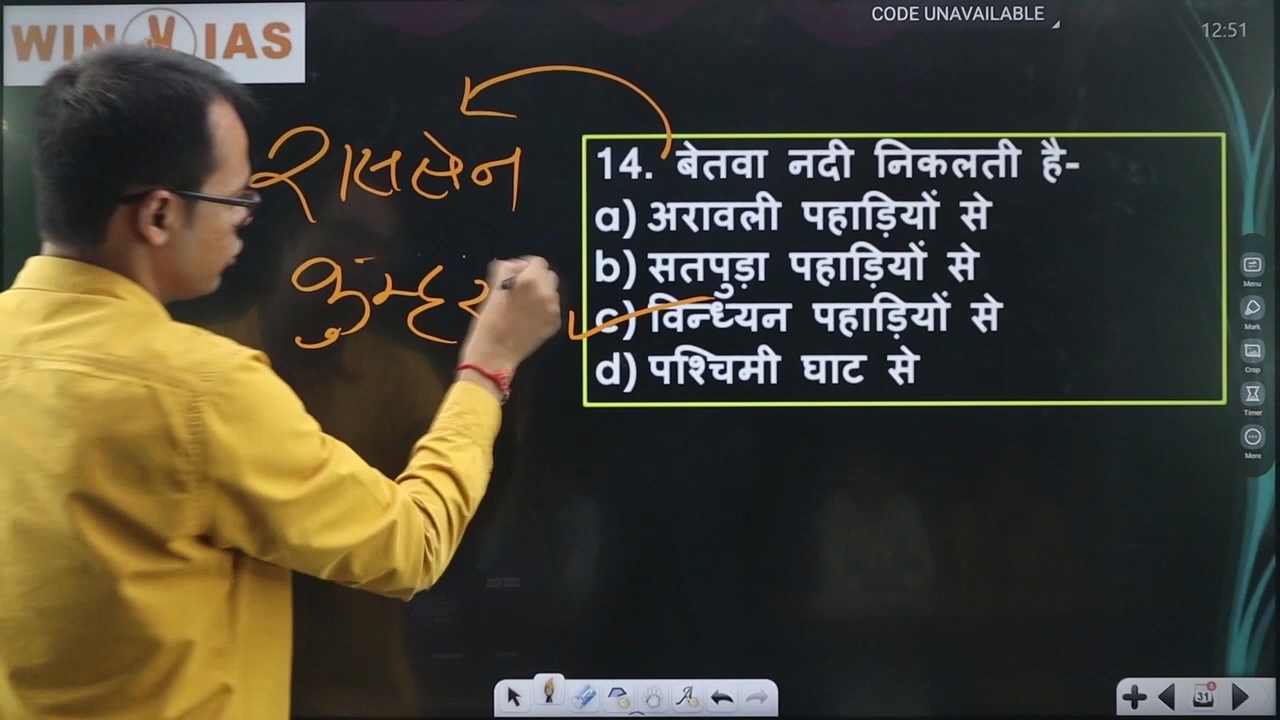 WIN IAS
CODE UNAVAILABLE
12:51
रायसेन
14. बेतवा नदी निकलती है-
a) अरावली पहाड़ियों से
b) सतपुड़ा पहाड़ियों से
c) विन्ध्यन पहाड़ियों से
d) पश्चिमी घाट से
Menu
Mark
Crop
Timer
More
31